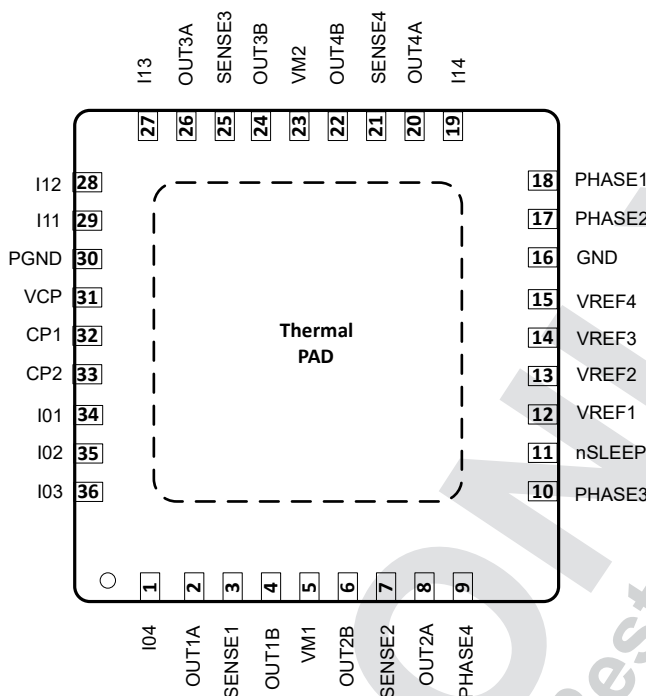 I13
OUT3A
SENSE3
OUT3B
VM2
OUT4B
SENSE4
OUT4A
I14
27
26
25
24
23
22
21
20
19
I12 28
I11 29
PGND 30
VCP 31
CP1 32
CP2 33
I01 34
I02 35
I03 36
Thermal
PAD
18 PHASE1
17 PHASE2
16 GND
15 VREF4
14 VREF3
13 VREF2
12 VREF1
11 nSLEEP
10 PHASE3
1
2
3
4
5
6
7
8
9
I04
OUT1A
SENSE1
OUT1B
VM1
OUT2B
SENSE2
OUT2A
PHASE4